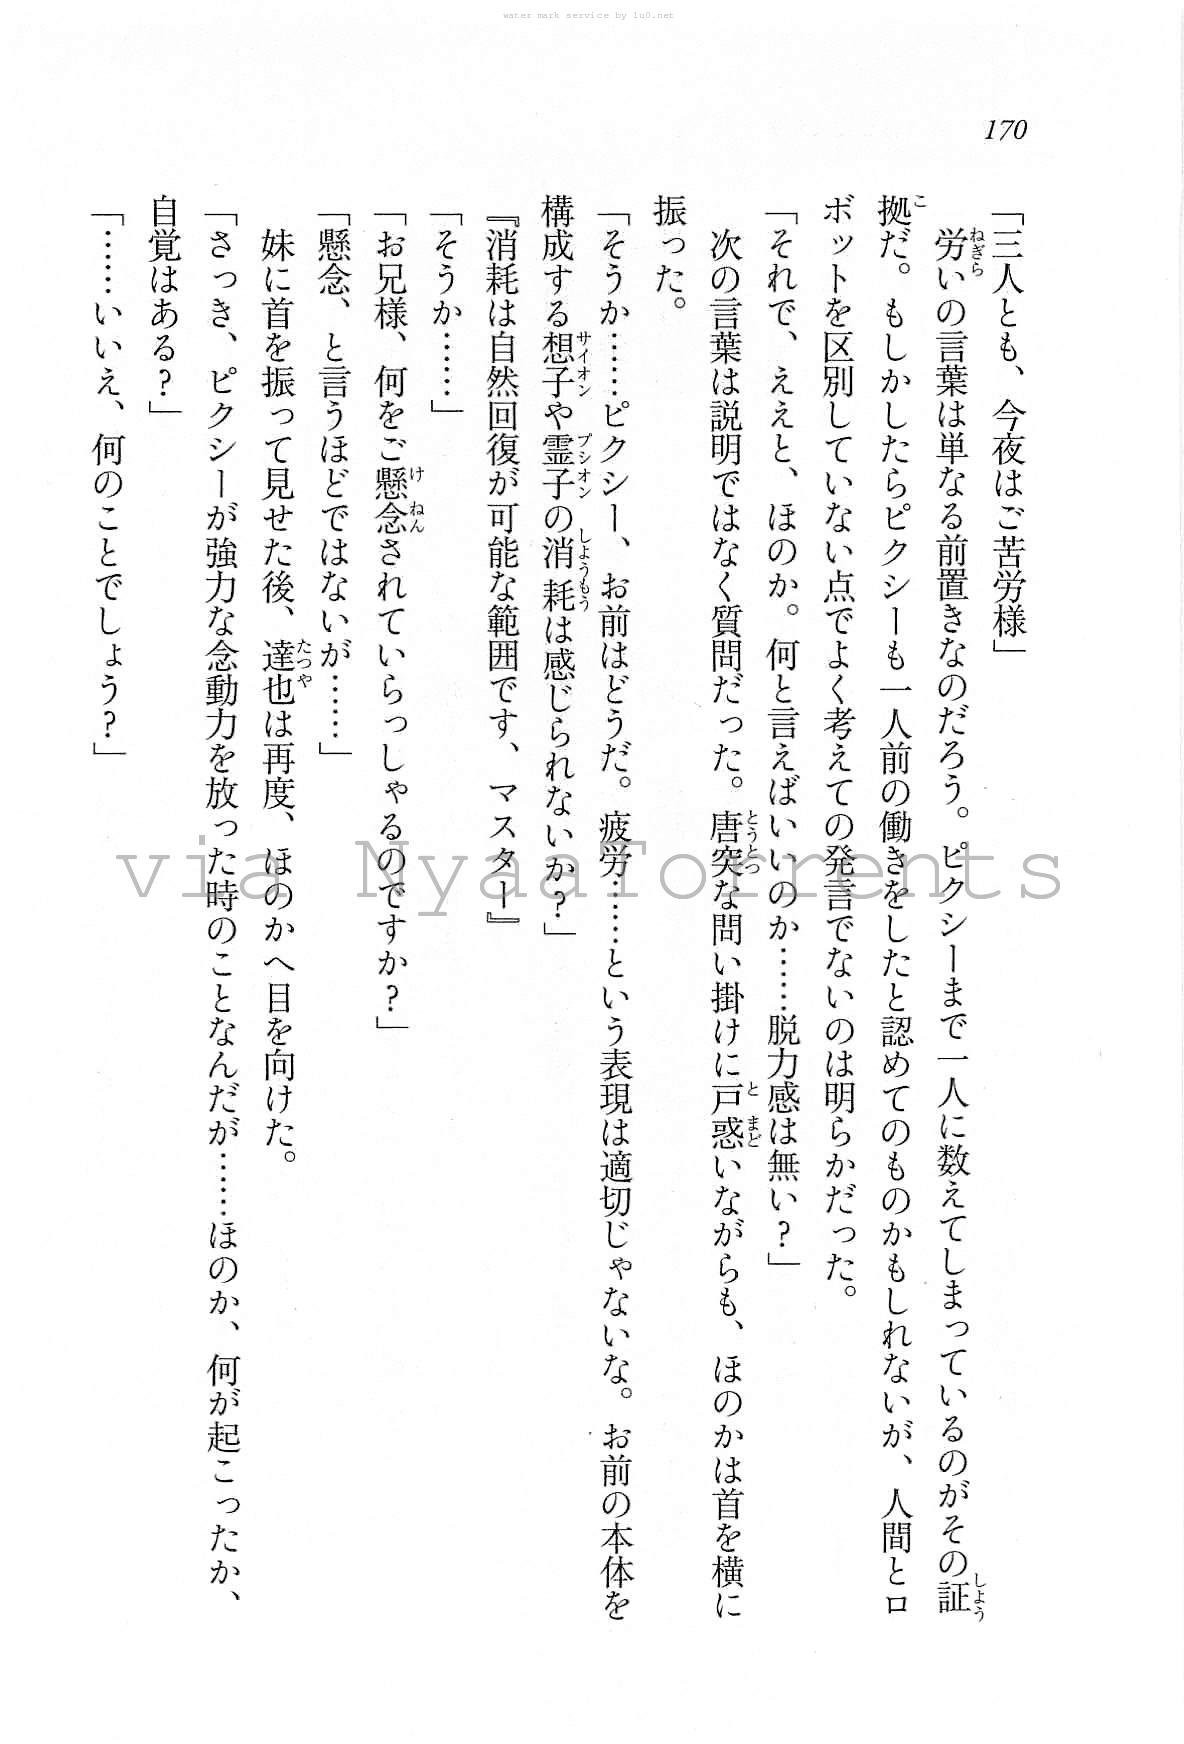 water mark service by lu0.net
170
「三人とも、今夜はご苦労様」
労いの言葉は単なる前置きなのだろう。ピクシーまで一人に数えてしまっているのがその証
拠だ。もしかしたらピクシーも一人前の働きをしたと認めてのものかもしれないが、人間とロ
ボットを区別していない点でよく考えての発言でないのは明らかだった。
「それで、ええと、ほのか。何と言えばいいのか……脱力感は無い？」
次の言葉は説明ではなく質問だった。唐突な問い掛けに戸惑いながらも、ほのかは首を横に
振った。
「そうか……ピクシー、お前はどうだ。疲労……という表現は適切じゃないな。お前の本体を
構成する想子や霊子の消耗は感じられないか？」
『消耗は自然回復が可能な範囲です、マスター』
「そうか……」
「お兄様、何をご懸念されていらっしゃるのですか？」
「懸念、と言うほどではないが……」
妹に首を振って見せた後、達也は再度、ほのかへ目を向けた。
「さっき、ピクシーが強力な念動力を放った時のことなんだが……ほのか、何が起こったか、
自覚はある？」
「……いいえ、何のことでしょう？」
via NyaaTorrents